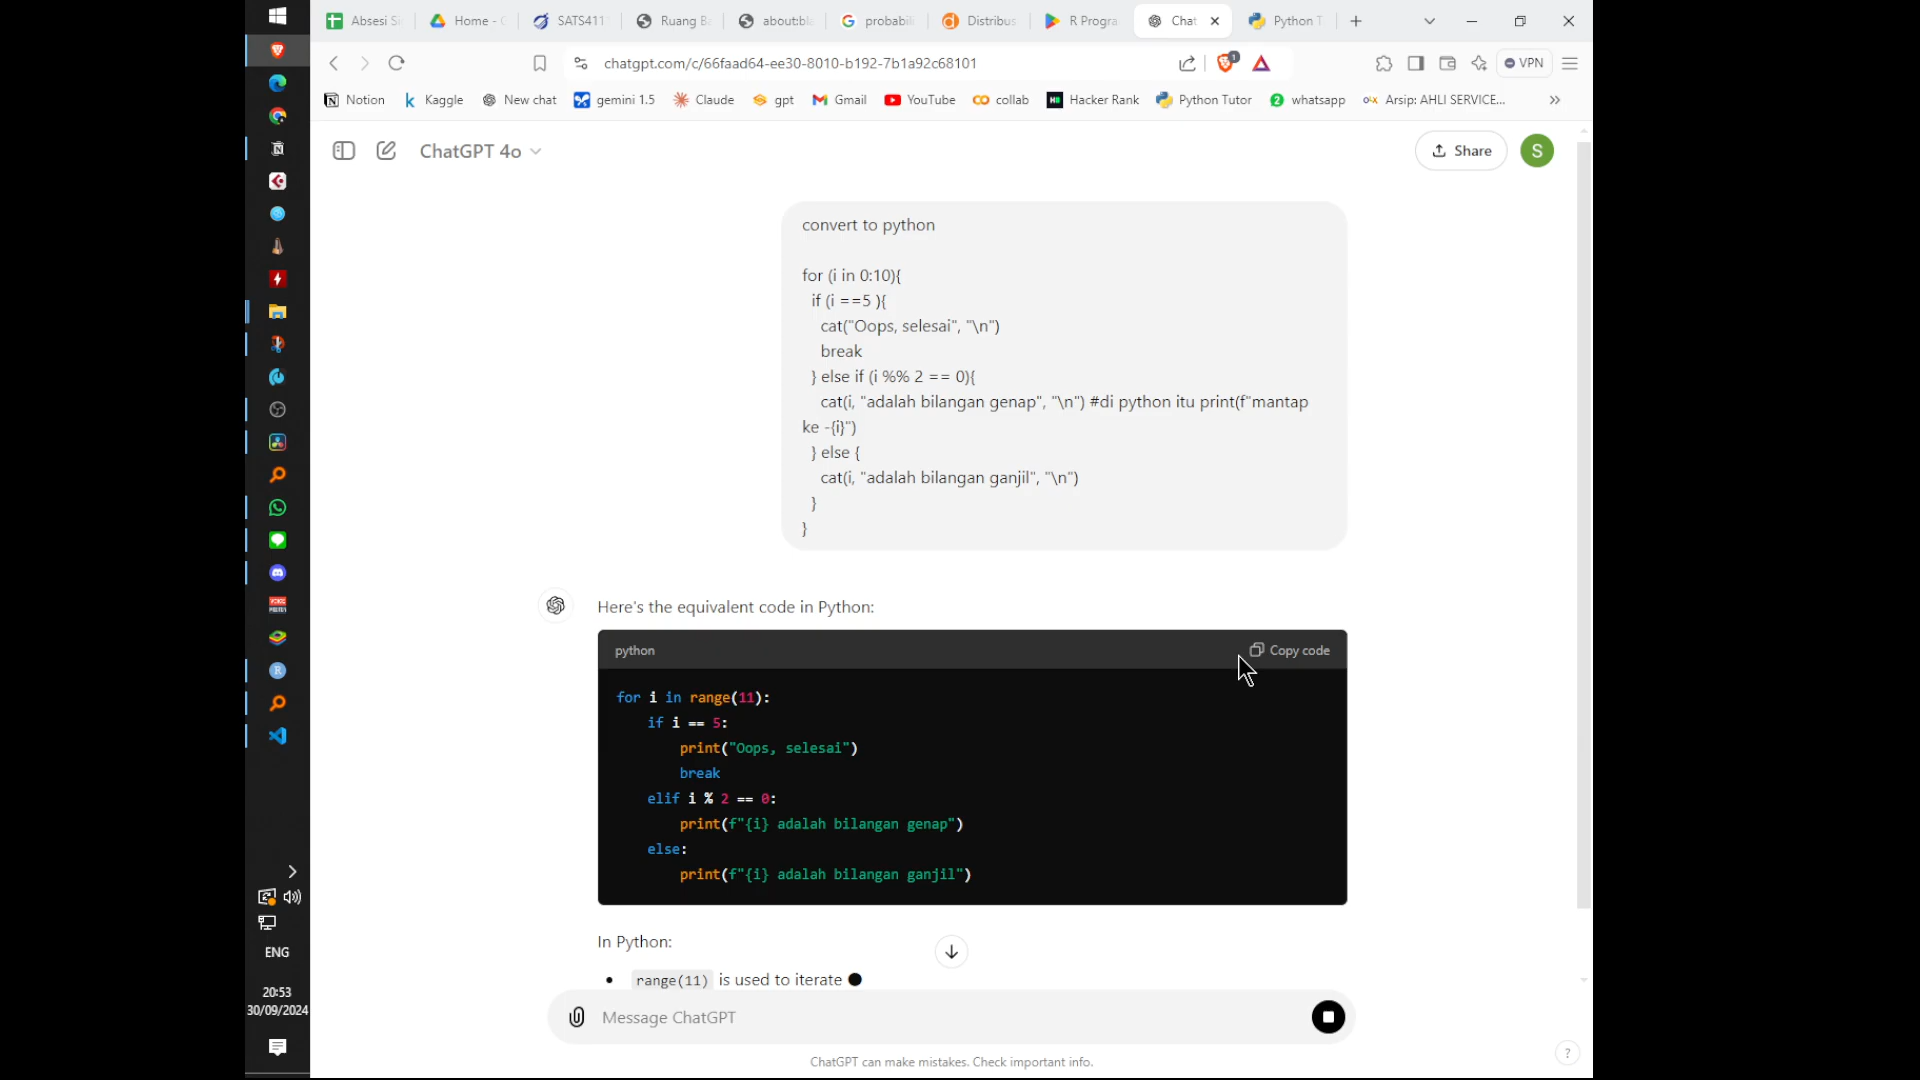 Absesi Si
Home - G
SATS411
Ruang B
about:bla
probabili
Distribus
R Progra
Chat
Python T
chatgpt.com/c/66faad64-ee30-8010-b192-7b1a92c68101
1
VPN
Notion
Kaggle
New chat
gemini 1.5
Claude
gpt
Gmail
YouTube
collab
Hacker Rank
Python Tutor
whatsapp
Arsip: AHLI SERVICE...
ChatGPT 4o
Share
S
convert to python
for (i in 0:10){
if (i ==5 ){
cat("Oops, selesai", "\n")
break
} else if (i %% 2 == 0){
cat(i, "adalah bilangan genap", "\n") #di python itu print(f"mantap
ke -{i}")
} else {
cat(i, "adalah bilangan ganjil", "\n")
}
}
Here's the equivalent code in Python:
python
Copy code
for i in range(11):
if i == 5:
print("Oops, selesai")
break
elif i % 2 == 0:
print(f"{i} adalah bilangan genap")
else:
print(f"{i} adalah bilangan ganjil")
In Python:
range(11) is used to iterate
Message ChatGPT
ChatGPT can make mistakes. Check important info.
?
ENG
20:53
30/09/2024